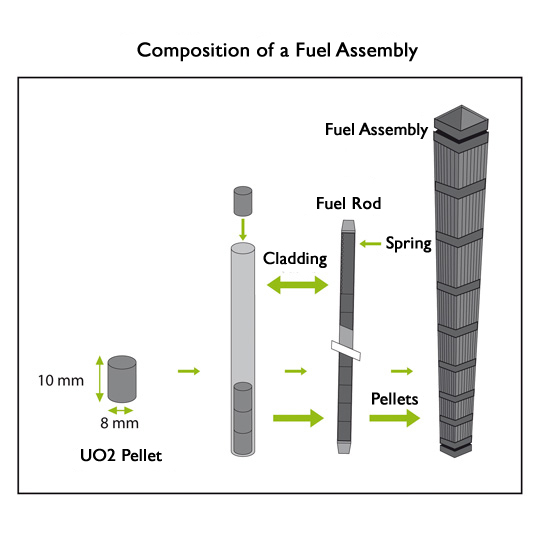 Composition of a Fuel Assembly
Fuel Assembly
Fuel Rod
Spring
Cladding
10 mm
8 mm
Pellets
UO2 Pellet